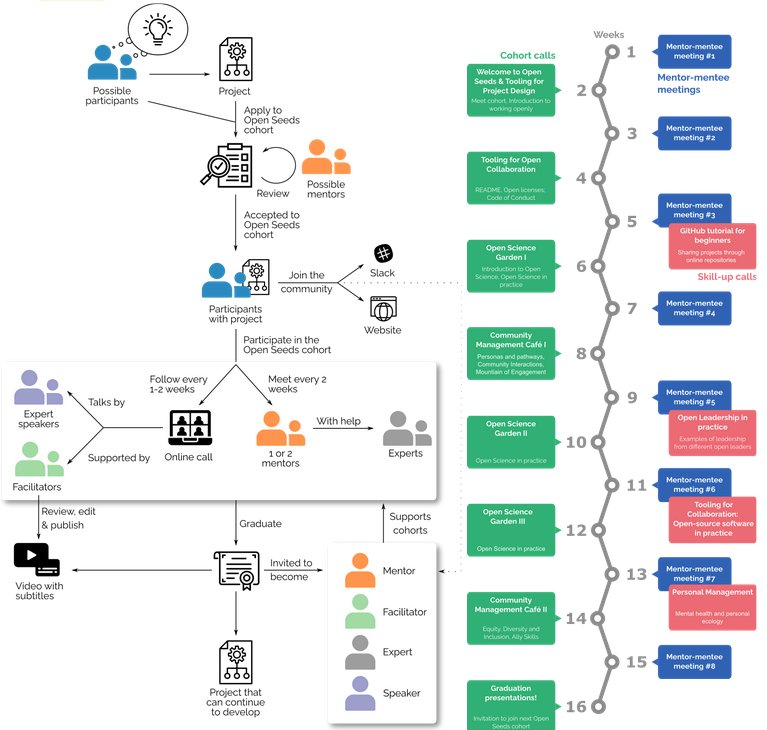 Possible
participants
Project
Apply to
Open Seeds
cohort
Review
Possible
mentors
Accepted to
Open Seeds
cohort
Participants
with project
Join the
community
Slack
Website
Participate in the
Open Seeds cohort
Follow every
1-2 weeks
Meet every 2
weeks
Expert
speakers
Talks by
Supported by
Facilitators
Online call
1 or 2
mentors
With help
Experts
Review, edit
& publish
Graduate
Supports
cohorts
Video with
subtitles
Invited to
become
Mentor
Facilitator
Expert
Speaker
Project that
can continue
to develop
Weeks
Cohort calls
1
Mentor-mentee
meeting #1
Mentor-mentee
meetings
Welcome to Open
Seeds & Tooling for
Project Design
Meet cohort, Introduction to
working openly
2
3
Mentor-mentee
meeting #2
Tooling for Open
Collaboration
README, Open licenses:
Code of Conduct
4
5
Mentor-mentee
meeting #3
GitHub tutorial for
beginners
Sharing projects through
online repositories
Skill-up calls
Open Science
Garden I
Introduction to Open
Science, Open Science in
practice
6
7
Mentor-mentee
meeting #4
Community
Management Café I
Personas and pathways,
Community Interactions,
Mountain of Engagement
8
9
Mentor-mentee
meeting #5
Open Leadership in
practice
Examples of leadership
from different open leaders
Open Science
Garden II
Open Science in practice
10
11
Mentor-mentee
meeting #6
Tooling for
Collaboration:
Open-source software
in practice
Open Science
Garden III
Open Science in practice
12
13
Mentor-mentee
meeting #7
Personal Management
Mental health and personal
ecology
Community
Management Café II
Equity, Diversity and
Inclusion, Ally Skills
14
15
Mentor-mentee
meeting #8
Graduation
presentations!
Invitation to join next Open
Seeds cohort
16